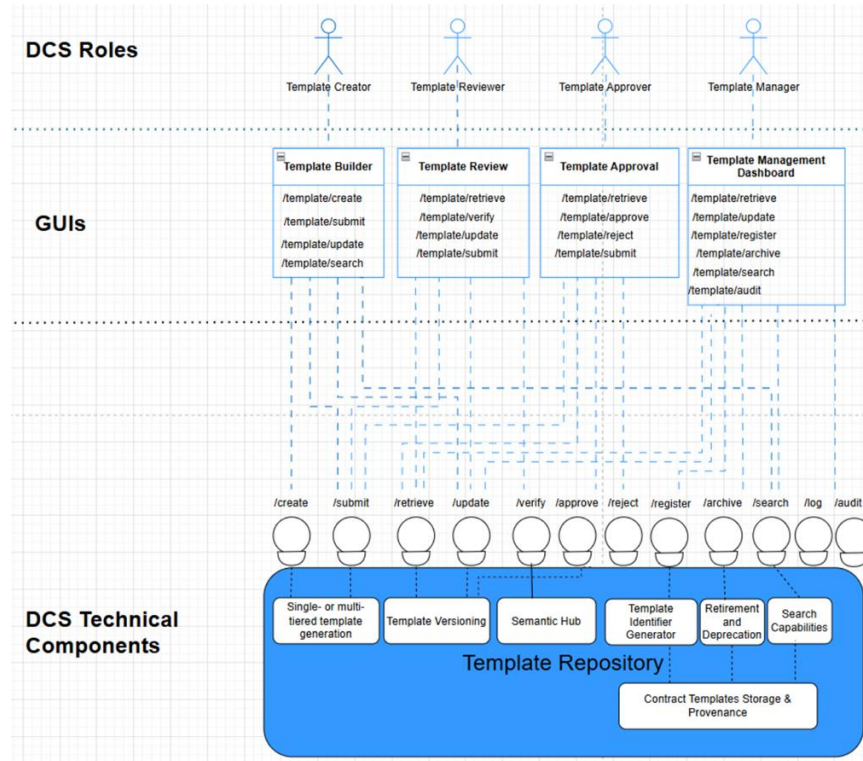 DCS Roles
Template Creator
Template Reviewer
Template Approver
Template Manager
GUIs
Template Builder
/template/create
/template/submit
/template/update
/template/search
Template Review
/template/retrieve
/template/verify
/template/update
/template/submit
Template Approval
/template/retrieve
/template/approve
/template/reject
/template/submit
Template Management
Dashboard
/template/retrieve
/template/update
/template/register
/template/archive
/template/search
/template/audit
/create
/submit
/retrieve
/update
/verify
/approve
/reject
/register
/archive
/search
/log
/audit
DCS Technical
Components
Single- or multi-
tiered template
generation
Template Versioning
Semantic Hub
Template
Identifier
Generator
Retirement
and
Deprecation
Search
Capabilities
Template Repository
Contract Templates Storage &
Provenance